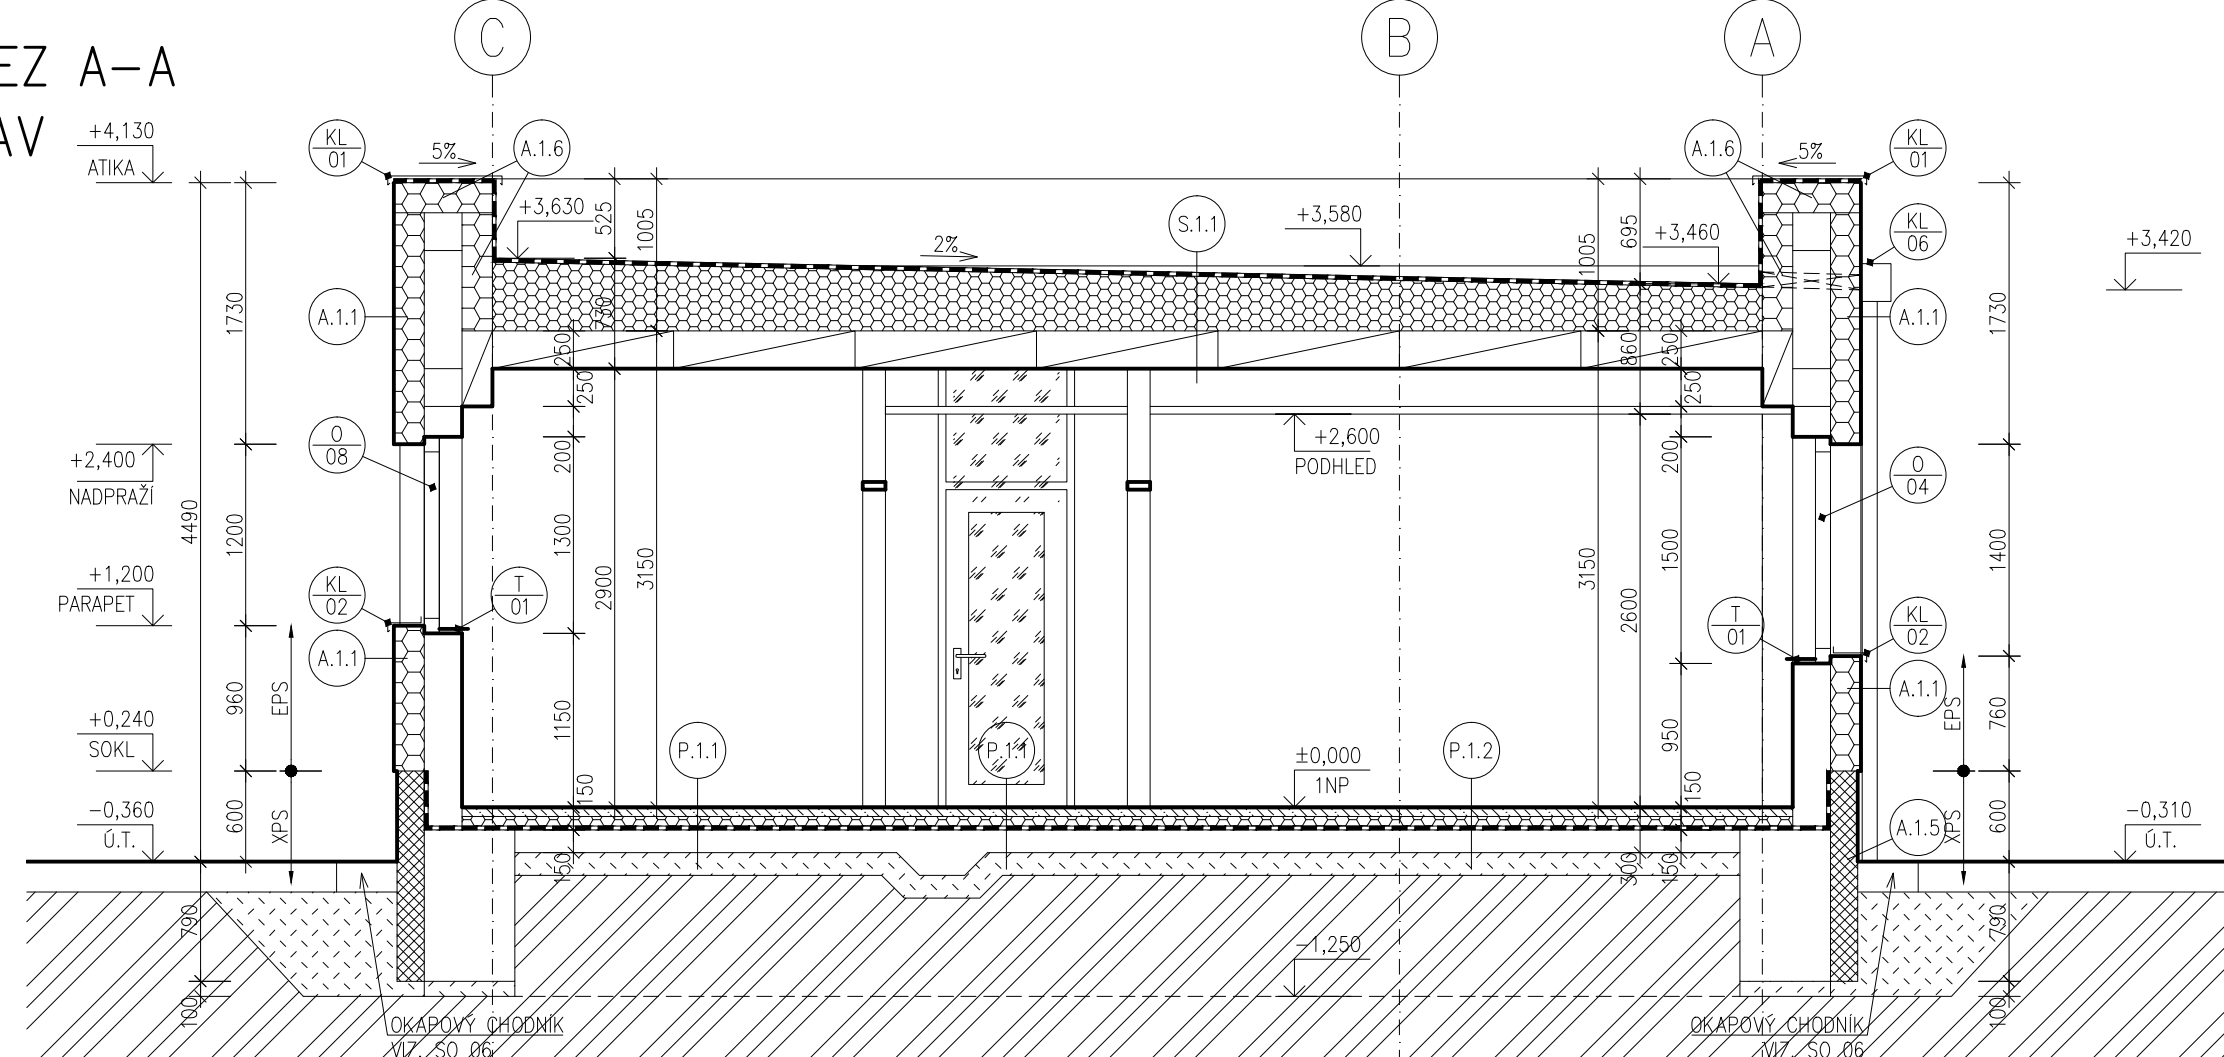 C
B
A
EZ A-A
AV
+4,130
ATIKA
KL
01
5%
A.1.6
A.1.6
5%
KL
01
+3,630
525
1005
S.1.1
+3,580
1005
695
+3,460
KL
06
+3,420
2%
1730
A.1.1
730
250
250
860
250
250
A.1.1
1730
O
08
+2,400
NADPRAŽÍ
200
+2,600
PODHLED
200
O
04
4490
1200
1300
2900
3150
3150
2600
1500
1400
+1,200
PARAPET
KL
02
T
01
T
01
KL
02
A.1.1
A.1.1
960
EPS
1150
950
EPS
760
+0,240
SOKL
P.1.1
P.1.1
±0,000
1NP
P.1.2
150
150
-0,360
Ú.T.
600
XPS
A.1.5
XPS
600
-0,310
Ú.T.
150
300
150
790
-1,250
790
100
100
OKAPOVÝ CHODNÍK
VIZ. SO 06
OKAPOVÝ CHODNÍK
VIZ. SO 06